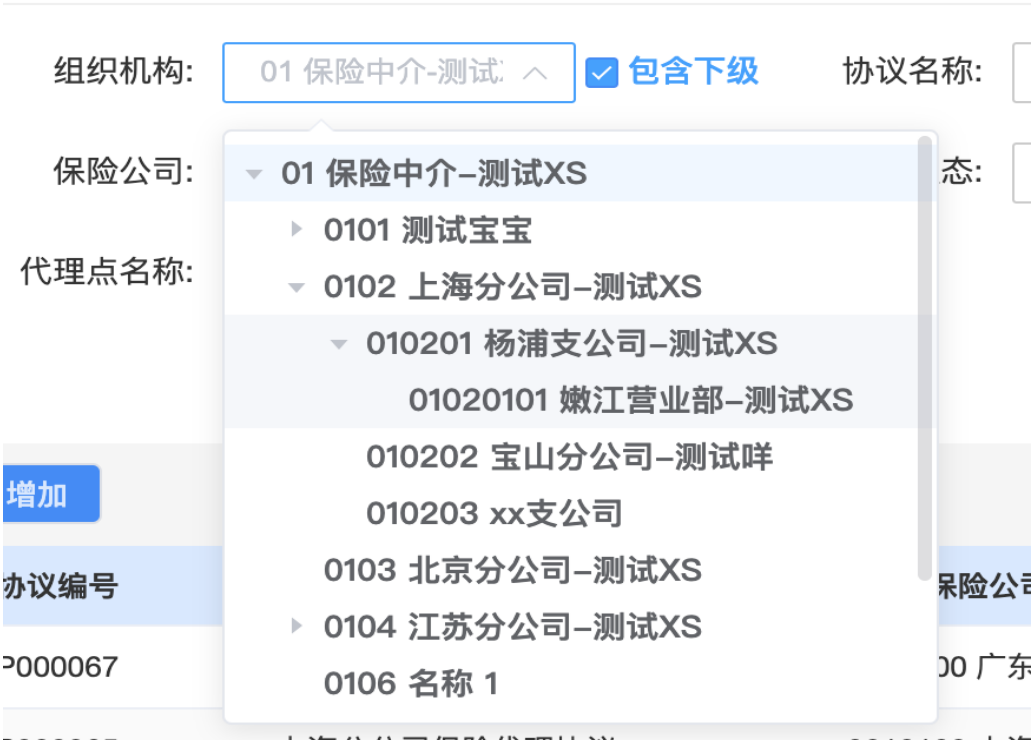 组织机构:
01 保险中介-测试
包含下级
协议名称:
保险公司:
态:
代理点名称:
01 保险中介-测试XS
0101 测试宝宝
0102 上海分公司-测试XS
010201 杨浦支公司-测试XS
01020101 嫩江营业部-测试XS
010202 宝山分公司-测试咩
010203 xx支公司
0103 北京分公司-测试XS
0104 江苏分公司-测试XS
0106 名称 1
增加
协议编号
保险公司
P000067
00 广东